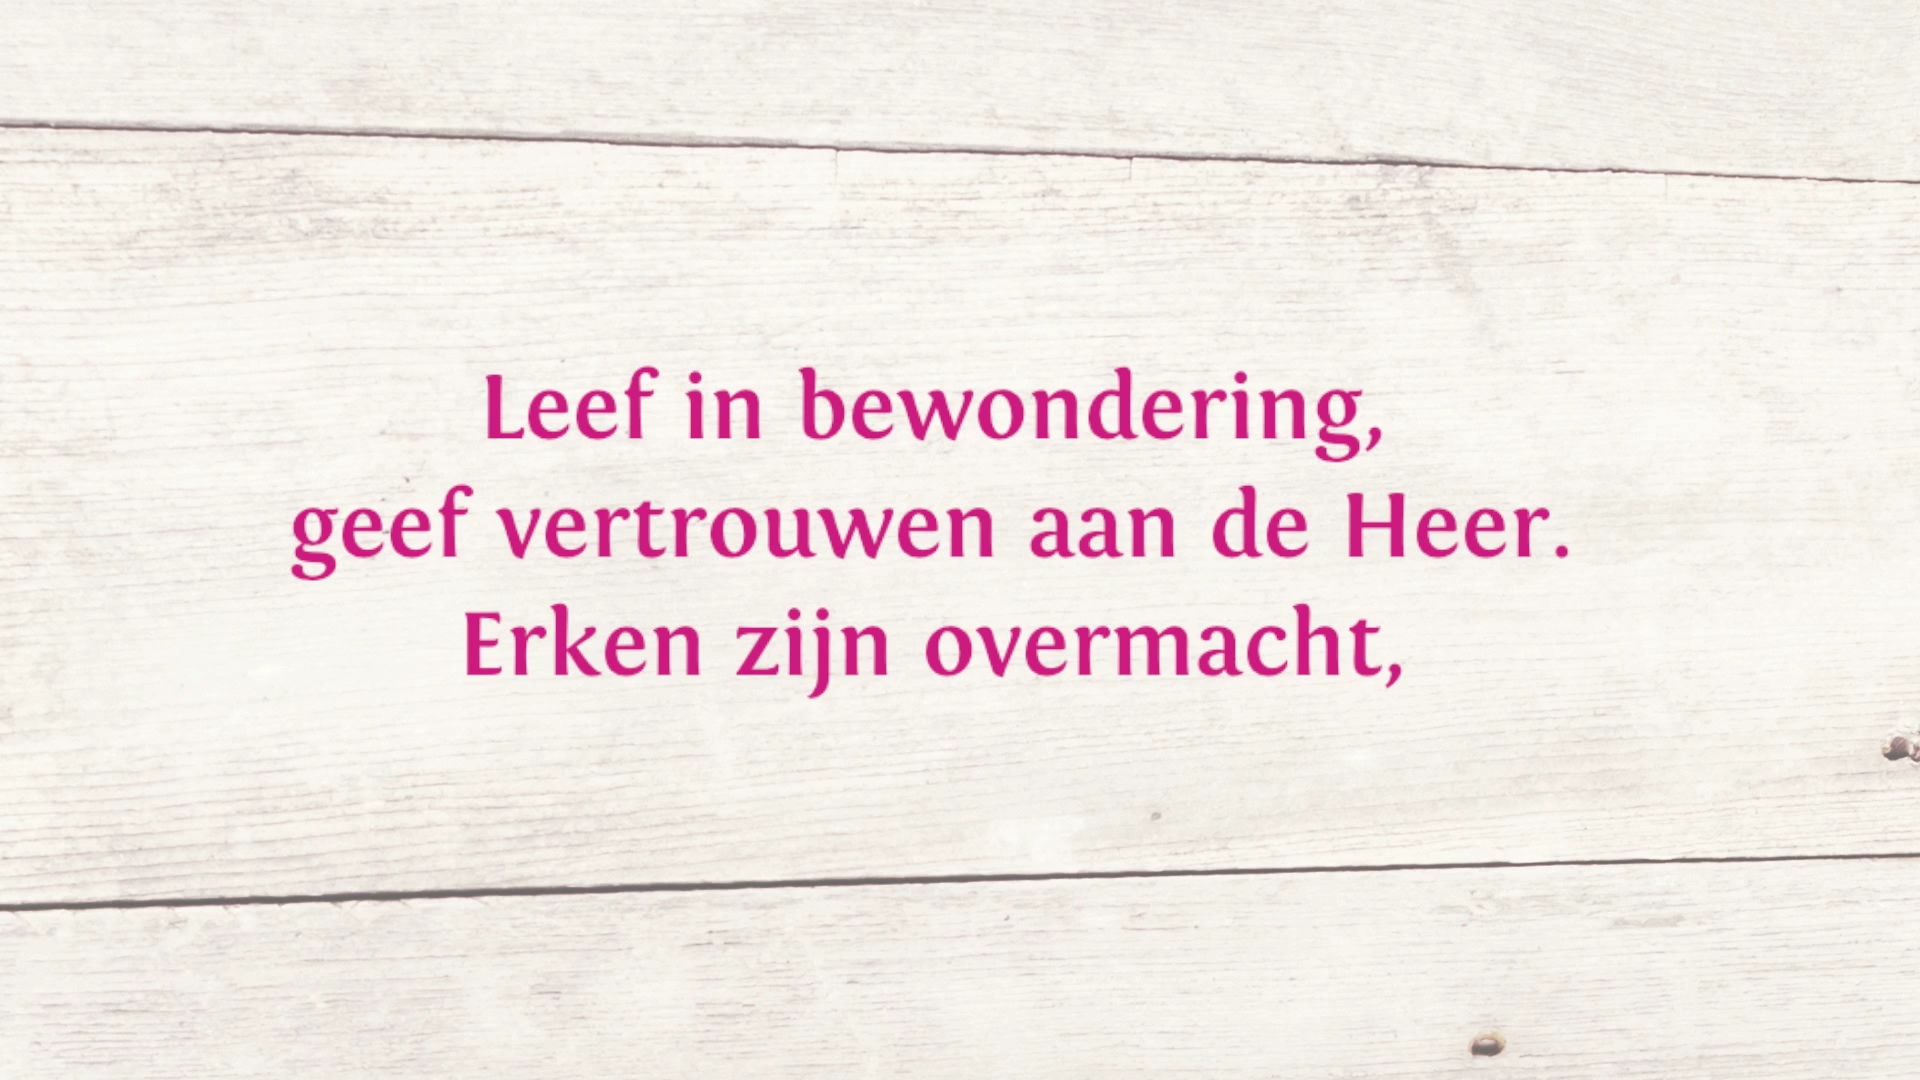 Leef in bewondering,
geef vertrouwen aan de Heer.
Erken zijn overmacht,